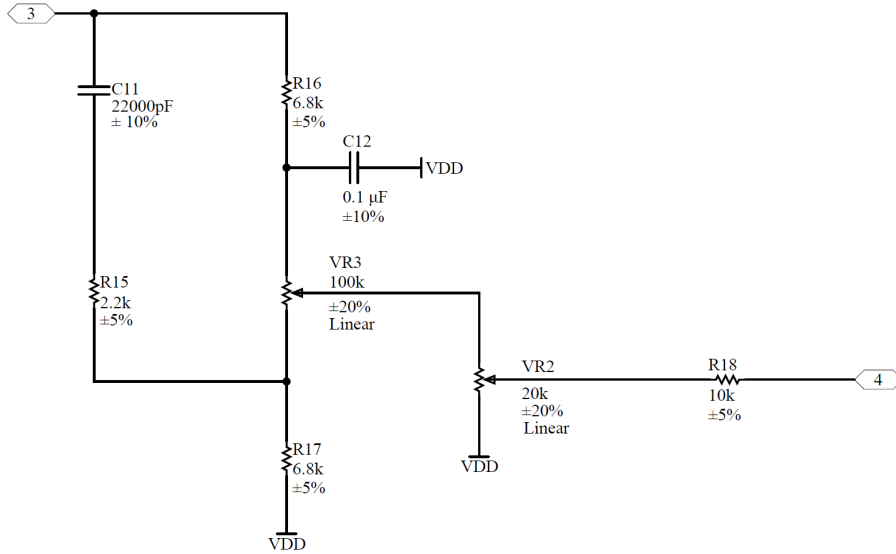 3
C11
22000pF
± 10%
R16
6.8k
±5%
C12
0.1 µF
±10%
VDD
VR3
100k
±20%
Linear
R15
2.2k
±5%
VR2
20k
±20%
Linear
R18
10k
±5%
4
VDD
R17
6.8k
±5%
VDD